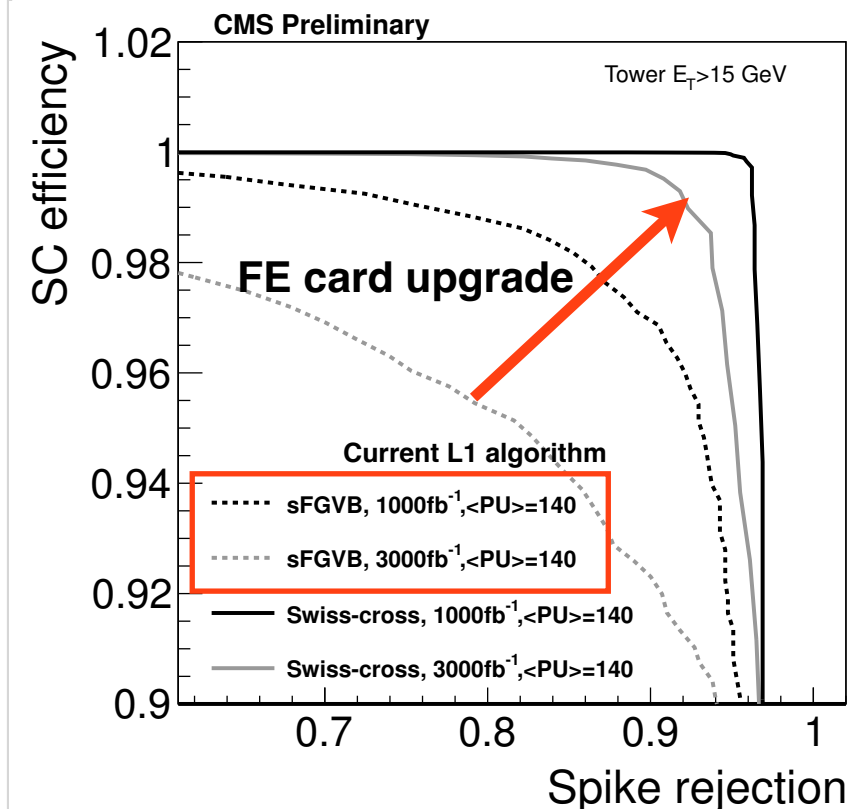 CMS Preliminary
1.02
Tower E_T>15 GeV
1
SC efficiency
0.98
FE card upgrade
0.96
Current L1 algorithm
0.94
sFGVB, 1000fb⁻¹,<PU>=140
sFGVB, 3000fb⁻¹,<PU>=140
0.92
Swiss-cross, 1000fb⁻¹,<PU>=140
Swiss-cross, 3000fb⁻¹,<PU>=140
0.9
0.7 0.8 0.9 1
Spike rejection